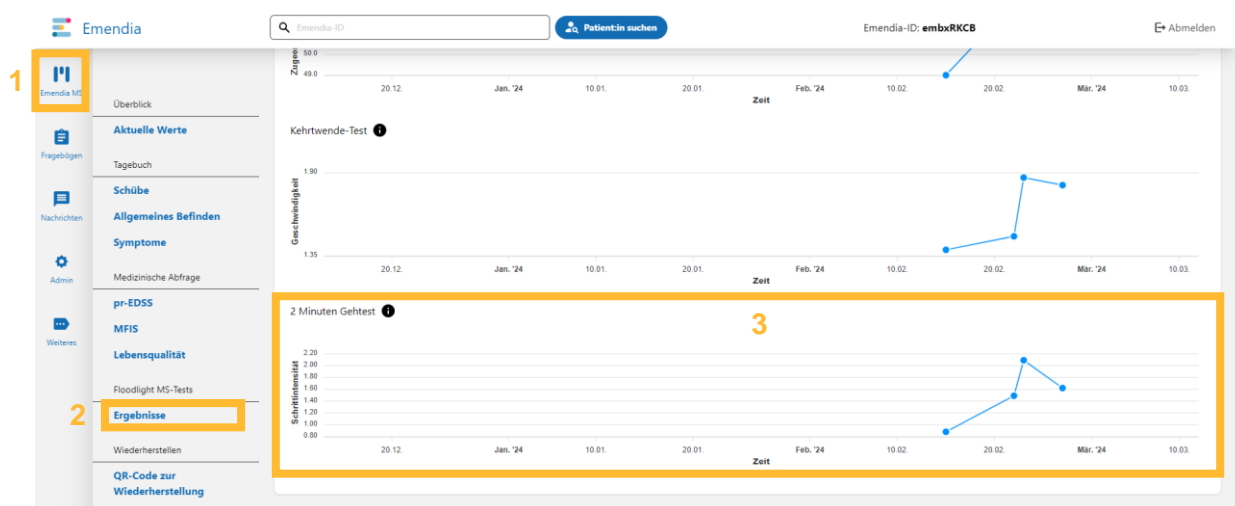 Emendia
Emendia-ID
Patient:in suchen
Emendia-ID: embxRKCB
Abmelden
1
Emendia MS
Fragebögen
Nachrichten
Admin
Weiteres
Überblick
Aktuelle Werte
Tagebuch
Schübe
Allgemeines Befinden
Symptome
Medizinische Abfrage
pr-EDSS
MFIS
Lebensqualität
Floodlight MS-Tests
2
Ergebnisse
Wiederherstellen
QR-Code zur
Wiederherstellung
50.0
49.0
20.12. Jan. '24 10.01. 20.01. Feb. '24 10.02. 20.02. Mär. '24 10.03.
Zeit
Kehrtwende-Test
Geschwindigkeit
1.90
1.35
20.12. Jan. '24 10.01. 20.01. Feb. '24 10.02. 20.02. Mär. '24 10.03.
Zeit
2 Minuten Gehtest
3
Schrittintensität
2.20
2.00
1.80
1.60
1.40
1.20
1.00
0.80
20.12. Jan. '24 10.01. 20.01. Feb. '24 10.02. 20.02. Mär. '24 10.03.
Zeit